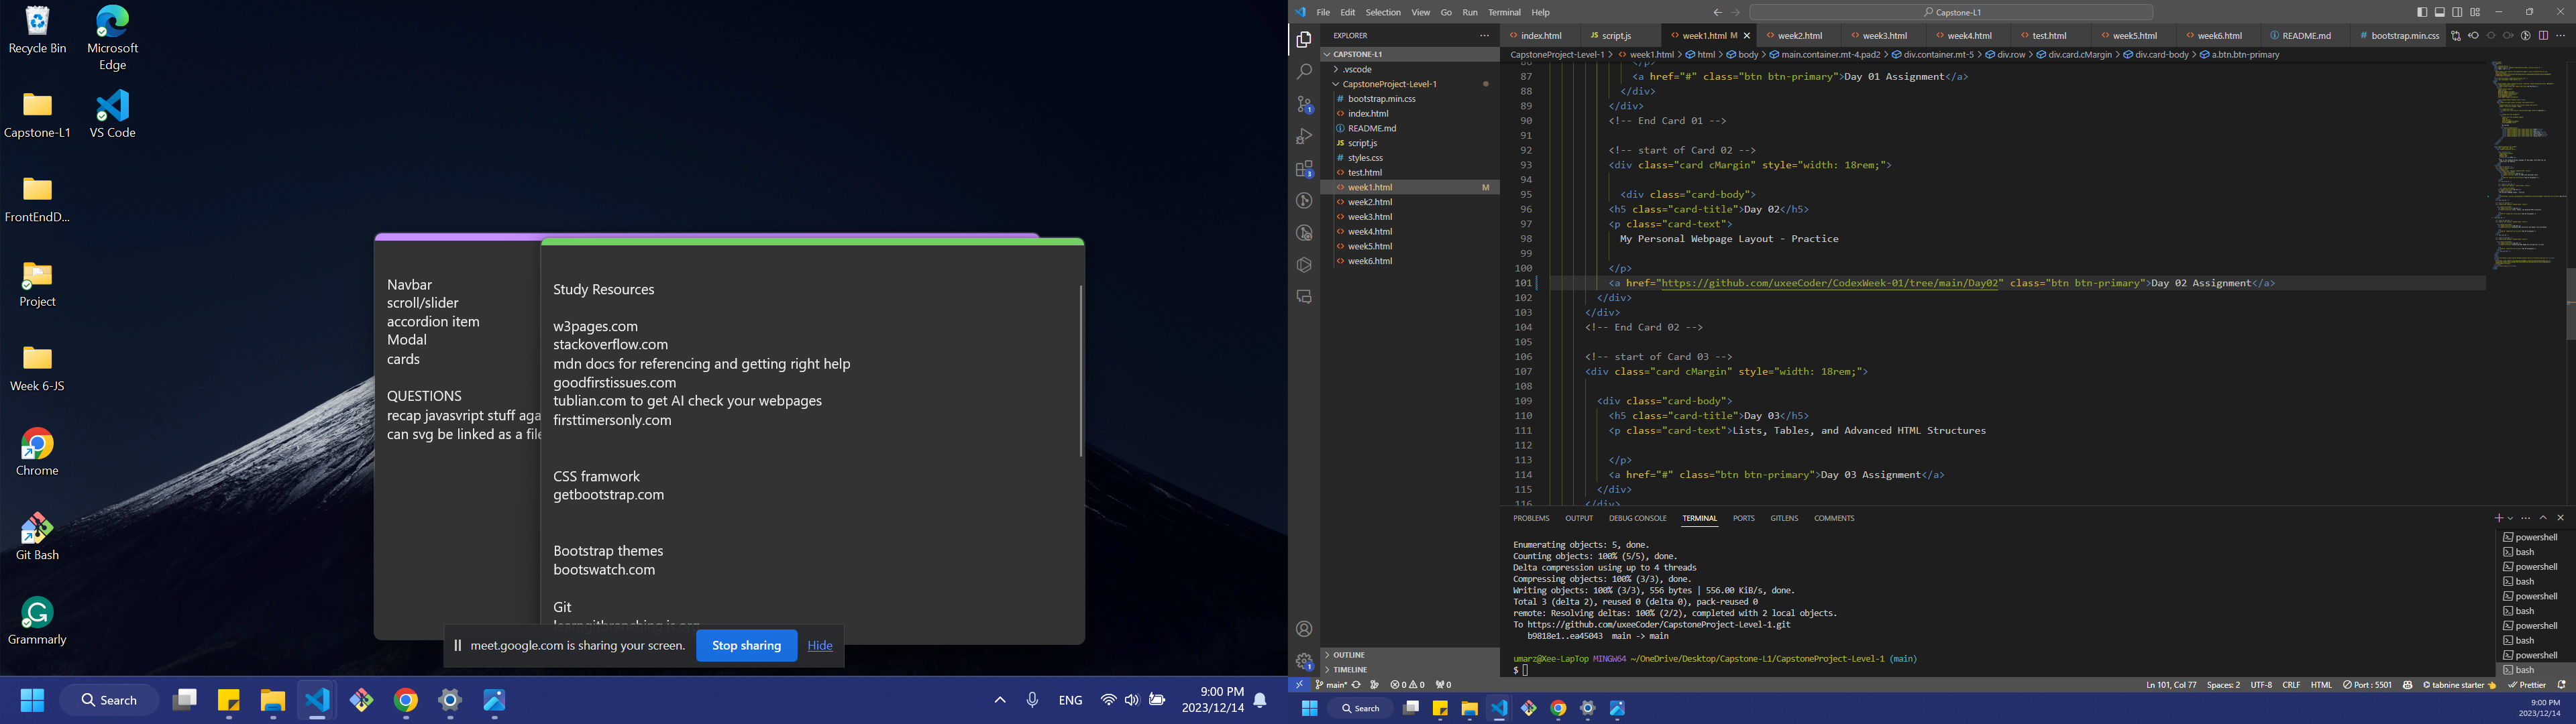 Recycle Bin
Microsoft Edge
Capstone-L1
VS Code
FrontEndD...
Project
Week 6-JS
Chrome
Git Bash
Grammarly
Navbar
scroll/slider
accordion item
Modal
cards
QUESTIONS
recap javasvript stuff aga
can svg be linked as a file
Study Resources
w3pages.com
stackoverflow.com
mdn docs for referencing and getting right help
goodfirstissues.com
tublian.com to get AI check your webpages
firsttimersonly.com
CSS framwork
getbootstrap.com
Bootstrap themes
bootswatch.com
Git
meet.google.com is sharing your screen.
Stop sharing
Hide
Search
ENG
9:00 PM
2023/12/14
File Edit Selection View Go Run Terminal Help
Capstone-L1
EXPLORER
CAPSTONE-L1
.vscode
CapstoneProject-Level-1
# bootstrap.min.css
index.html
README.md
JS script.js
# styles.css
test.html
week1.html M
week2.html
week3.html
week4.html
week5.html
week6.html
OUTLINE
TIMELINE
index.html
JS script.js
week1.html M
week2.html
week3.html
week4.html
test.html
week5.html
week6.html
README.md
# bootstrap.min.css
CapstoneProject-Level-1 > week1.html > html > body > main.container.mt-4.pad2 > div.container.mt-5 > div.row > div.card.cMargin > div.card-body > a.btn.btn-primary
86 </p>
87 <a href="#" class="btn btn-primary">Day 01 Assignment</a>
88 </div>
89 </div>
90 <!-- End Card 01 -->
91
92 <!-- start of Card 02 -->
93 <div class="card cMargin" style="width: 18rem;">
94
95 <div class="card-body">
96 <h5 class="card-title">Day 02</h5>
97 <p class="card-text">
98 My Personal Webpage Layout - Practice
99
100 </p>
101 <a href="https://github.com/uxeeCoder/CodexWeek-01/tree/main/Day02" class="btn btn-primary">Day 02 Assignment</a>
102 </div>
103 </div>
104 <!-- End Card 02 -->
105
106 <!-- start of Card 03 -->
107 <div class="card cMargin" style="width: 18rem;">
108
109 <div class="card-body">
110 <h5 class="card-title">Day 03</h5>
111 <p class="card-text">Lists, Tables, and Advanced HTML Structures
112
113 </p>
114 <a href="#" class="btn btn-primary">Day 03 Assignment</a>
115 </div>
116 </div>
PROBLEMS OUTPUT DEBUG CONSOLE TERMINAL PORTS GITLENS COMMENTS
Enumerating objects: 5, done.
Counting objects: 100% (5/5), done.
Delta compression using up to 4 threads
Compressing objects: 100% (3/3), done.
Writing objects: 100% (3/3), 556 bytes | 556.00 KiB/s, done.
Total 3 (delta 2), reused 0 (delta 0), pack-reused 0
remote: Resolving deltas: 100% (2/2), completed with 2 local objects.
To https://github.com/uxeeCoder/CapstoneProject-Level-1.git
b9818e1..ea45043 main -> main
umarz@Xee-LapTop MINGW64 ~/OneDrive/Desktop/Capstone-L1/CapstoneProject-Level-1 (main)
$
powershell
bash
powershell
bash
powershell
bash
powershell
bash
powershell
bash
main* 0 0 0
Ln 101, Col 77 Spaces: 2 UTF-8 CRLF HTML Port : 5501 tabnine starter Prettier
Search
9:00 PM
2023/12/14